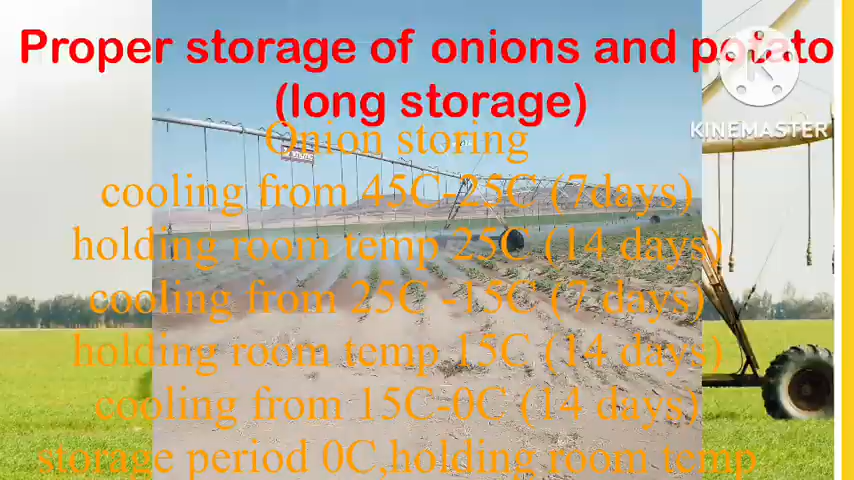 Proper storage of onions and potato
(long storage)
KINEMASTER
Onion storing
cooling from 45C-25C (7days)
holding room temp 25C (14 days)
cooling from 25C -15C (7 days)
holding room temp 15C (14 days)
cooling from 15C-0C (14 days)
storage period 0C,holding room temp